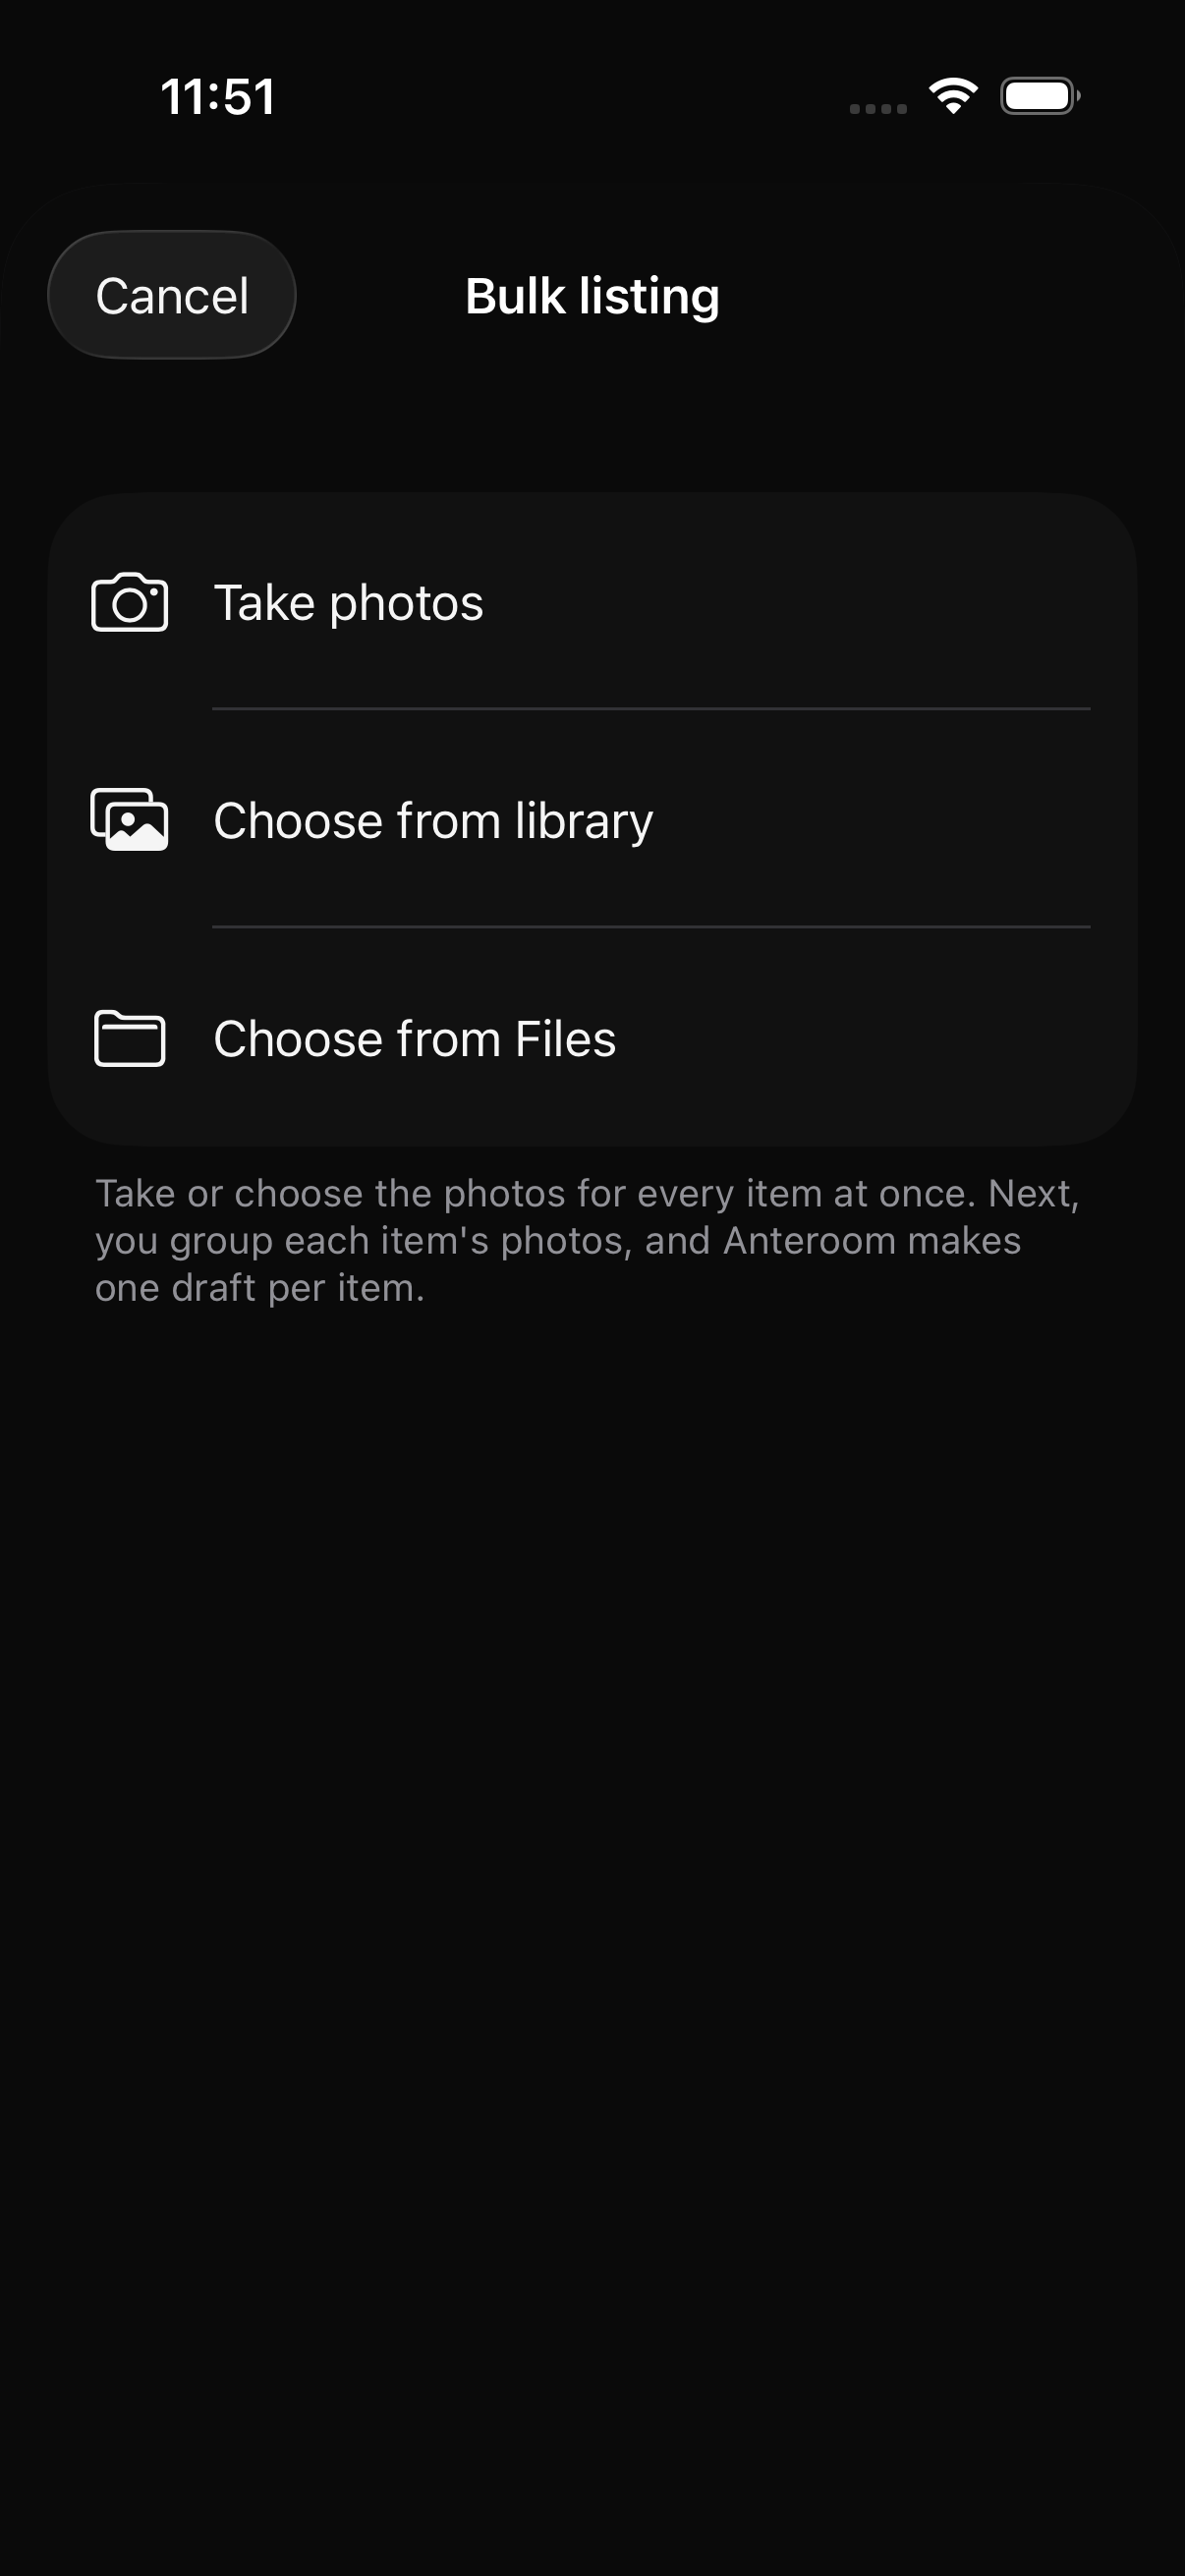 11:51
Cancel
Bulk listing
Take photos
Choose from library
Choose from Files
Take or choose the photos for every item at once. Next,
you group each item's photos, and Anteroom makes
one draft per item.